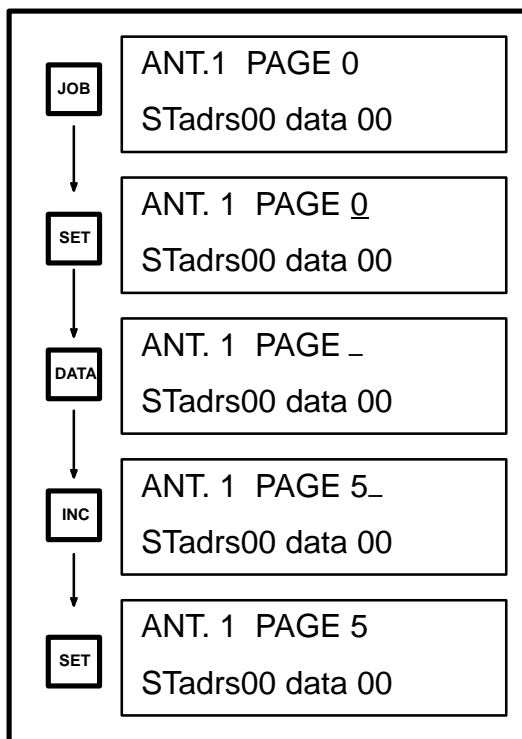 JOB
ANT.1 PAGE 0
STadrs00 data 00
SET
ANT. 1 PAGE 0
STadrs00 data 00
DATA
ANT. 1 PAGE _
STadrs00 data 00
INC
ANT. 1 PAGE 5_
STadrs00 data 00
SET
ANT. 1 PAGE 5
STadrs00 data 00